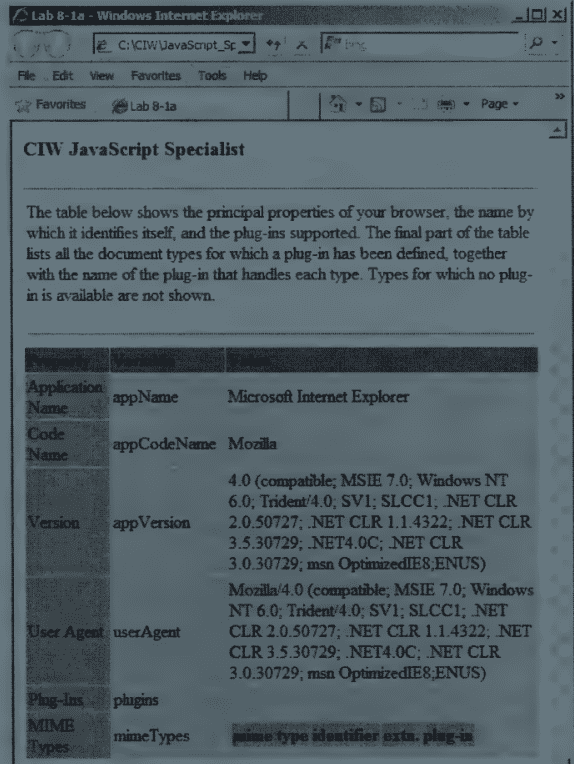 Lab 8-1a - Windows Internet Explorer
C:\CIW\JavaScript_Sp
bing
File Edit View Favorites Tools Help
Favorites Lab 8-1a Page »
CIW JavaScript Specialist
The table below shows the principal properties of your browser, the name by
which it identifies itself, and the plug-ins supported. The final part of the table
lists all the document types for which a plug-in has been defined, together
with the name of the plug-in that handles each type. Types for which no plug-
in is available are not shown.
Property Variable Value
Application
Name appName Microsoft Internet Explorer
Code
Name appCodeName Mozilla
4.0 (compatible; MSIE 7.0; Windows NT
6.0; Trident/4.0; SV1; SLCC1; .NET CLR
Version appVersion 2.0.50727; .NET CLR 1.1.4322; .NET CLR
3.5.30729; .NET4.0C; .NET CLR
3.0.30729; msn OptimizedIE8;ENUS)
Mozilla/4.0 (compatible; MSIE 7.0; Windows
NT 6.0; Trident/4.0; SV1; SLCC1; .NET
User Agent userAgent CLR 2.0.50727; .NET CLR 1.1.4322; .NET
CLR 3.5.30729; .NET4.0C; .NET CLR
3.0.30729; msn OptimizedIE8;ENUS)
Plug-Ins plugins
MIME
Types mimeTypes mime type identifier extn. plug-in